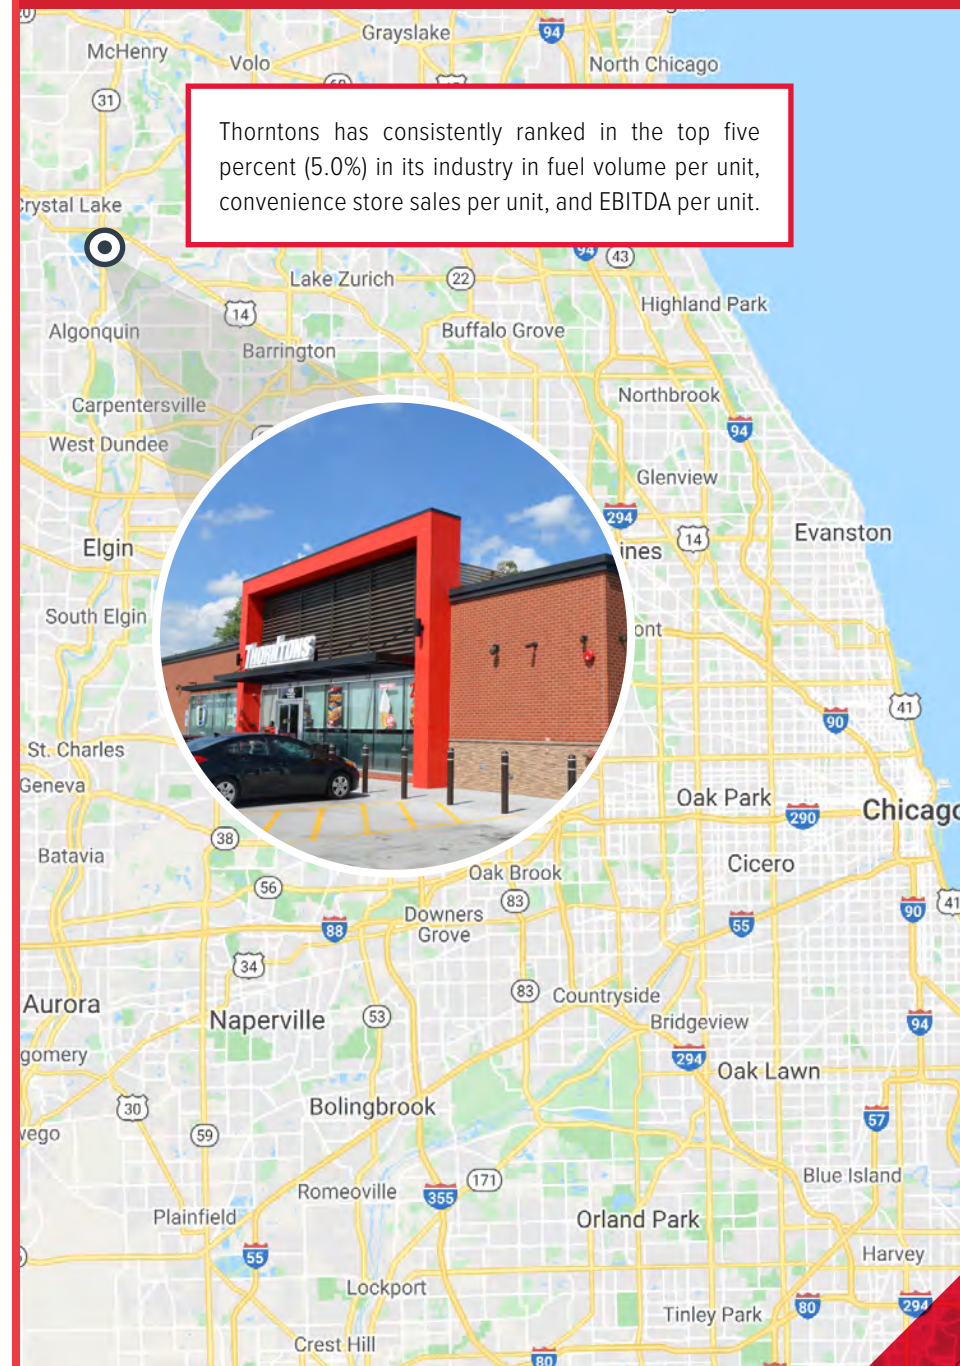 Grayslake
94
McHenry
Volo
North Chicago
31
Thorntons has consistently ranked in the top five
percent (5.0%) in its industry in fuel volume per unit,
convenience store sales per unit, and EBITDA per unit.
Crystal Lake
94
43
Lake Zurich
22
14
Highland Park
Algonquin
Buffalo Grove
Barrington
Northbrook
Carpentersville
94
West Dundee
Glenview
294
Evanston
14
Elgin
ines
South Elgin
ont
THORNTONS
41
90
St. Charles
Geneva
Oak Park
290
Chicago
38
Batavia
Cicero
Oak Brook
56
83
41
90
Downers
Grove
55
88
34
83
Countryside
Aurora
Naperville
53
Bridgeview
94
gomery
294
Oak Lawn
30
Bolingbrook
57
59
171
Blue Island
Romeoville
355
Plainfield
Orland Park
55
Harvey
Lockport
80
294
Tinley Park
Crest Hill
80